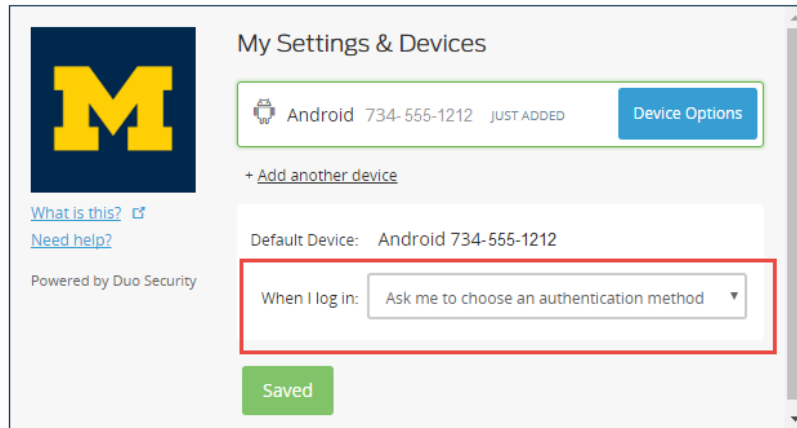 M
What is this?
Need help?
Powered by Duo Security
My Settings & Devices
Android 734-555-1212 JUST ADDED Device Options
+ Add another device
Default Device: Android 734-555-1212
When I log in: Ask me to choose an authentication method
Saved